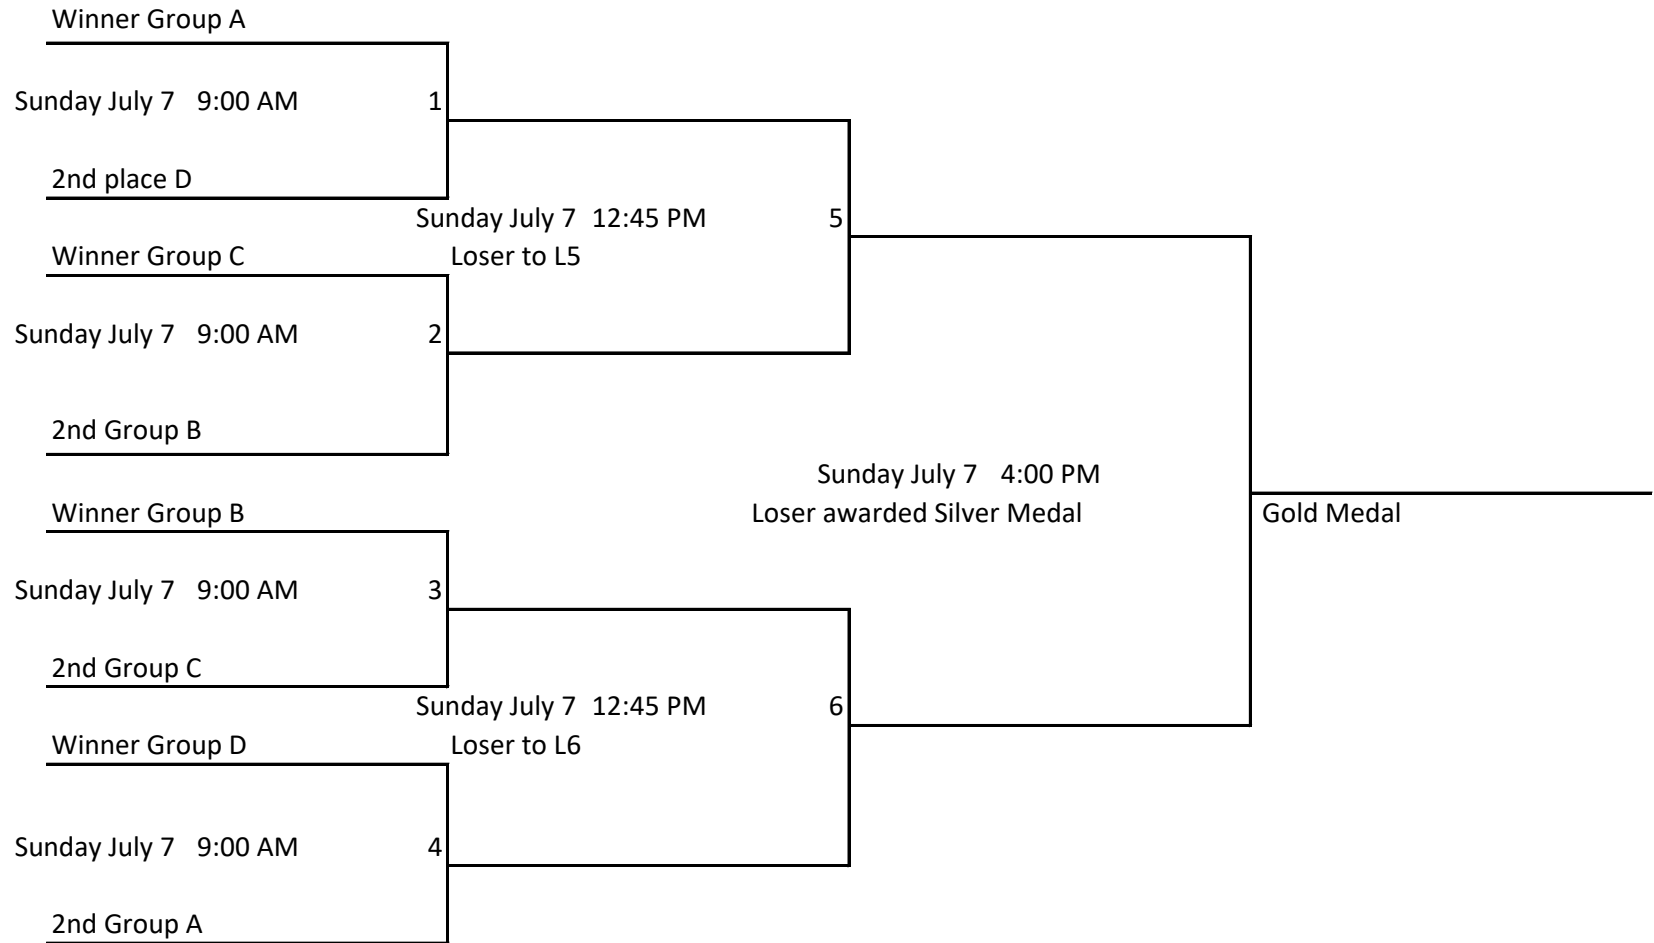 Winner Group A
Sunday July 7 9:00 AM 1
2nd place D
Sunday July 7 12:45 PM 5
Winner Group C
Loser to L5
Sunday July 7 9:00 AM 2
2nd Group B
Sunday July 7 4:00 PM
Winner Group B
Loser awarded Silver Medal
Gold Medal
Sunday July 7 9:00 AM 3
2nd Group C
Sunday July 7 12:45 PM 6
Winner Group D
Loser to L6
Sunday July 7 9:00 AM 4
2nd Group A